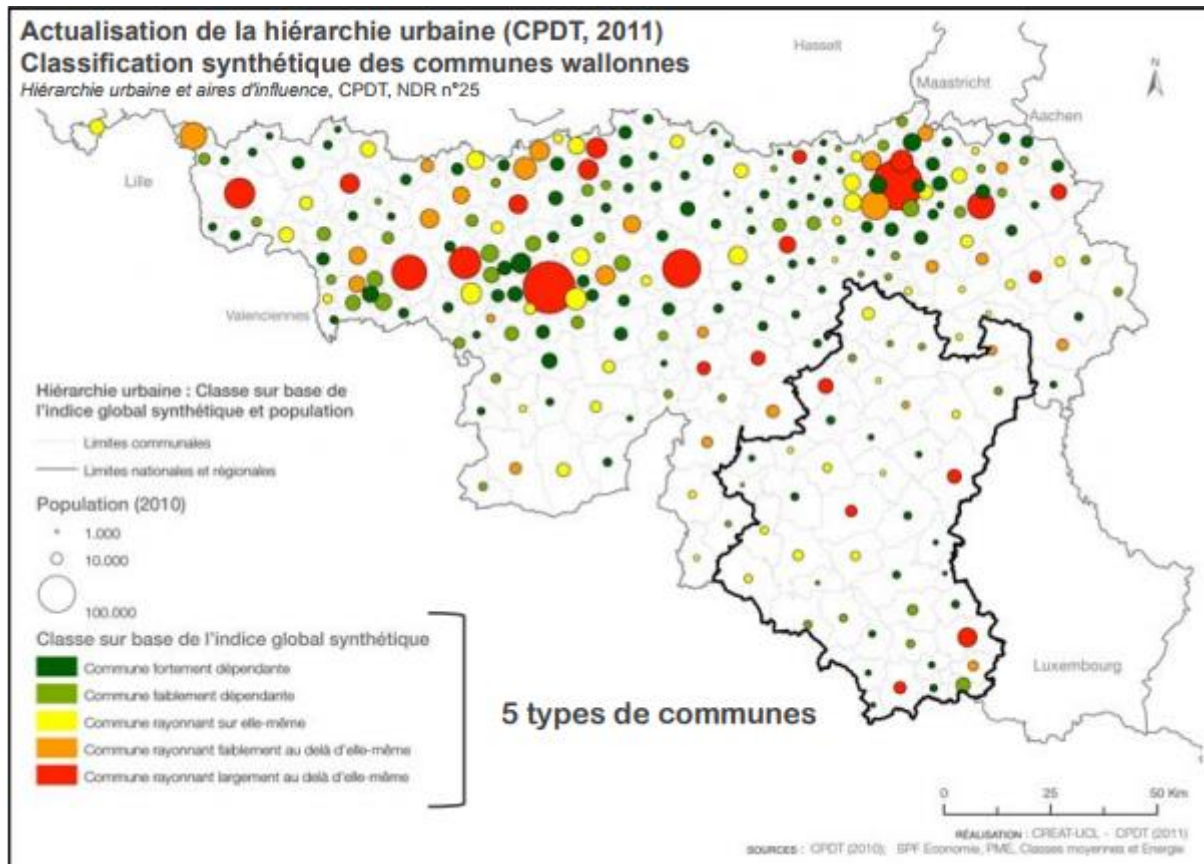 Actualisation de la hiérarchie urbaine (CPDT, 2011)
Classification synthétique des communes wallonnes
Hiérarchie urbaine et aires d'influence, CPDT, NDR n°25
Hasselt
N
Maastricht
Aachen
Lille
Valenciennes
Hiérarchie urbaine : Classe sur base de
l'indice global synthétique et population
Limites communales
Limites nationales et régionales
Population (2010)
1.000
10.000
100.000
Classe sur base de l'indice global synthétique
Commune fortement dépendante
Commune faiblement dépendante
Commune rayonnant sur elle-même
Commune rayonnant faiblement au delà d'elle-même
Commune rayonnant largement au delà d'elle-même
5 types de communes
Luxembourg
0 25 50 Km
RÉALISATION : CREAT-UCL - CPDT (2011)
SOURCES : CPDT (2010); SPF Economie, PME, Classes moyennes et Energie